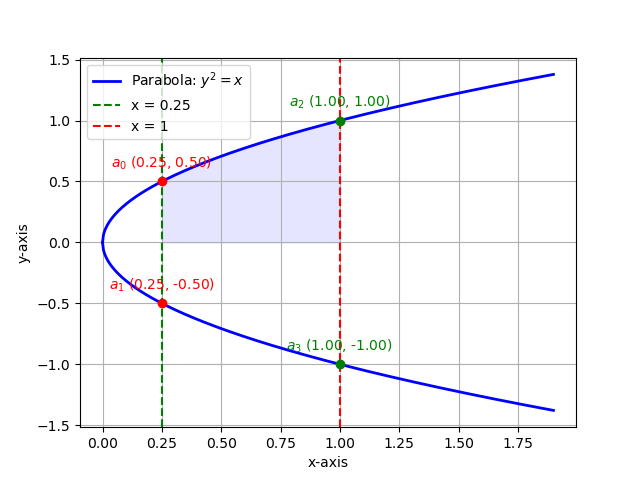 Parabola: y² = x
x = 0.25
x = 1
a₂ (1.00, 1.00)
a₀ (0.25, 0.50)
a₁ (0.25, -0.50)
a₃ (1.00, -1.00)
1.5
1.0
0.5
0.0
−0.5
−1.0
−1.5
y-axis
0.00 0.25 0.50 0.75 1.00 1.25 1.50 1.75
x-axis